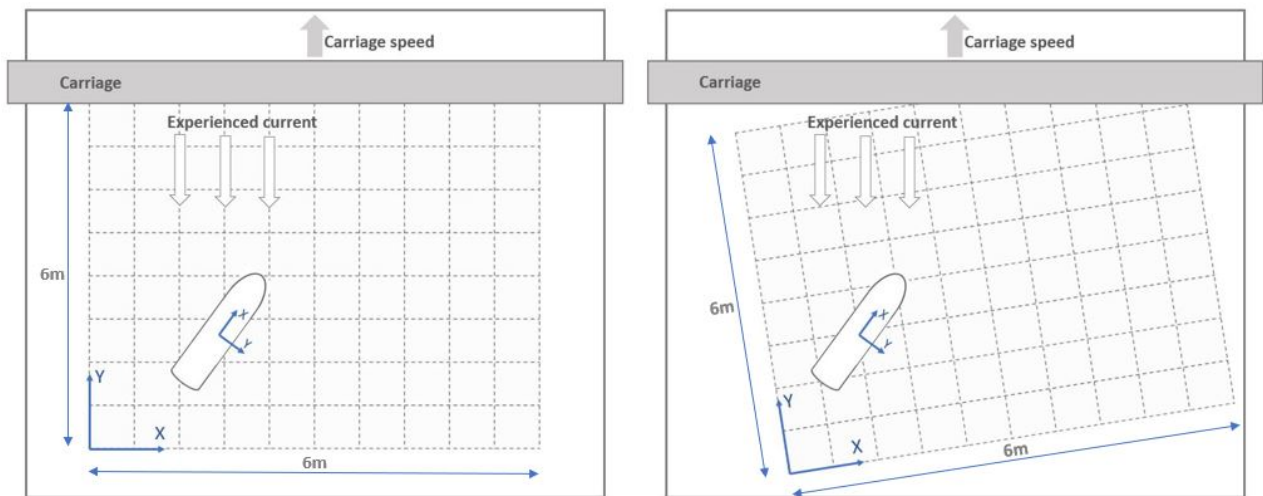 Carriage speed
Carriage
Experienced current
6m
X
Y
Y
X
6m
Carriage speed
Carriage
Experienced current
6m
X
Y
Y
X
6m